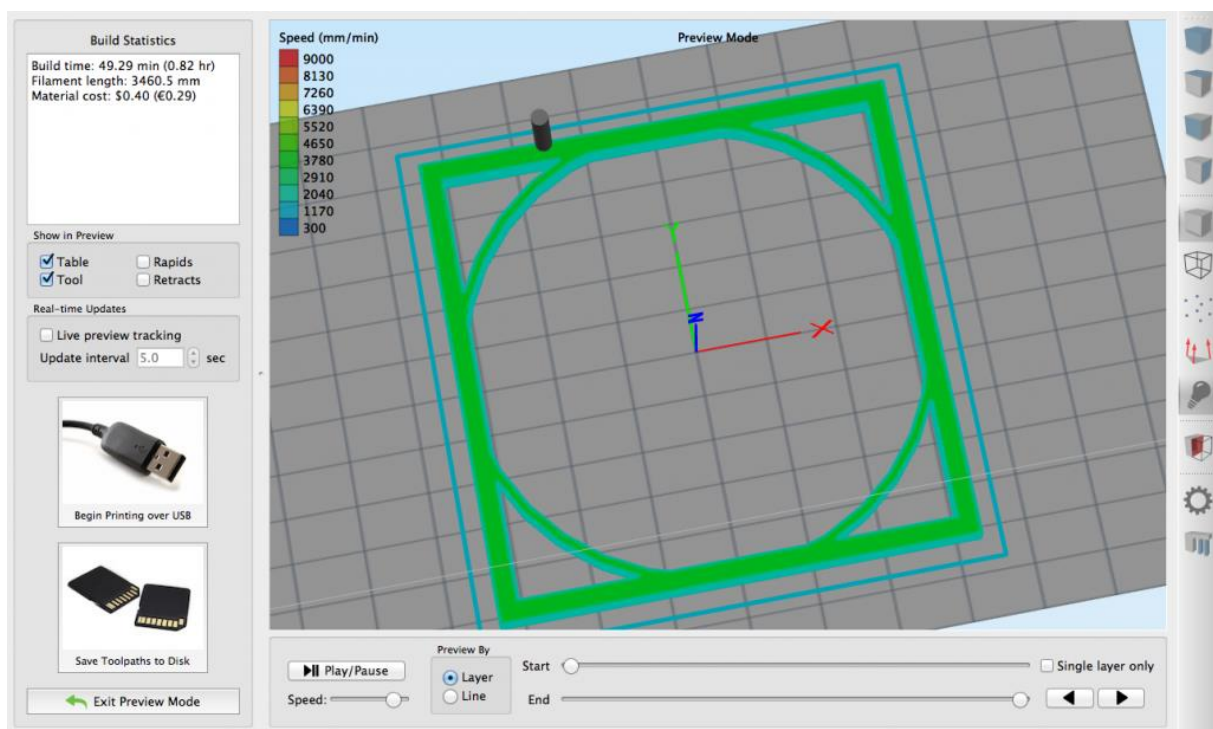 Build Statistics
Build time: 49.29 min (0.82 hr)
Filament length: 3460.5 mm
Material cost: $0.40 (€0.29)
Show in Preview
Table
Rapids
Tool
Retracts
Real-time Updates
Live preview tracking
Update interval 5.0 sec
Begin Printing over USB
Save Toolpaths to Disk
Exit Preview Mode
Speed (mm/min)
9000
8130
7260
6390
5520
4650
3780
2910
2040
1170
300
Preview Mode
Y
Z
X
Play/Pause
Speed:
Preview By
Layer
Line
Start
End
Single layer only